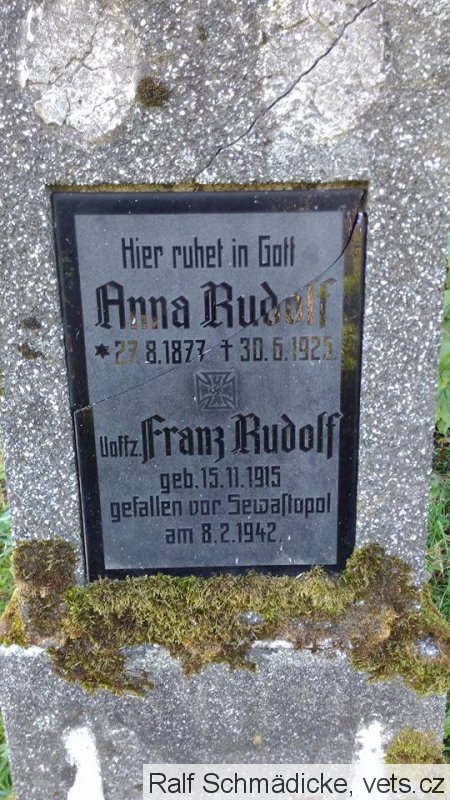 Hier ruhet in Gott
Anna Rudolf
* 27.8.1877 † 30.6.1925.
Uoffz. Franz Rudolf
geb. 15.11.1915
gefallen vor Sewaſtopol
am 8.2.1942.
Ralf Schmädicke, vets.cz